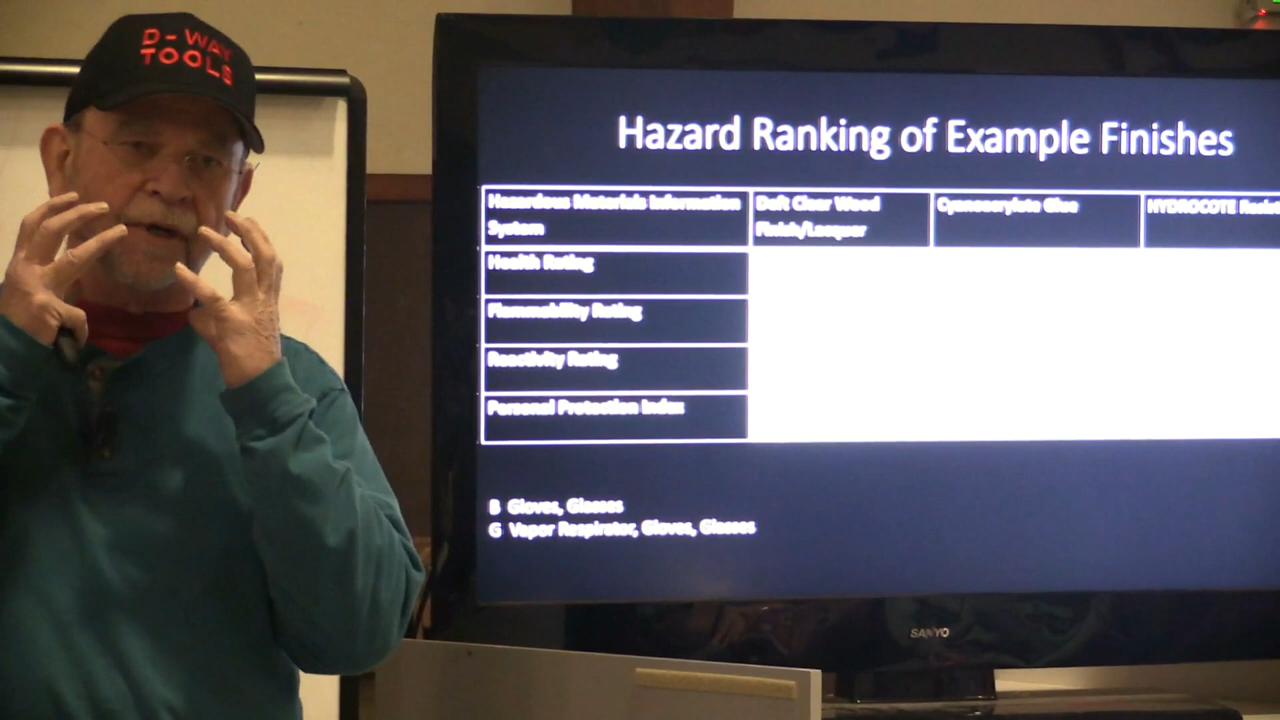 D-WAY
TOOLS
Hazard Ranking of Example Finishes
Hazardous Materials Information
System
Deft Clear Wood
Finish/Lacquer
Cyanoacrylate Glue
HYDROCOTE
Health Rating
Flammability Rating
Reactivity Rating
Personal Protection Index
B Gloves, Glasses
G Vapor Respirator, Gloves, Glasses
SANYO